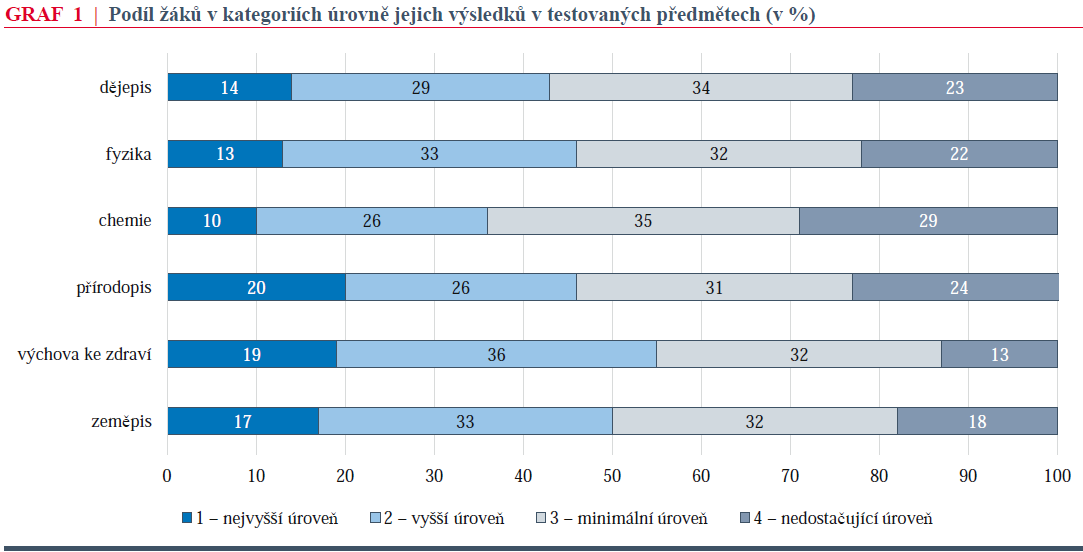 GRAF 1 | Podíl žáků v kategoriích úrovně jejich výsledků v testovaných předmětech (v %)
dějepis 14 29 34 23
fyzika 13 33 32 22
chemie 10 26 35 29
přírodopis 20 26 31 24
výchova ke zdraví 19 36 32 13
zeměpis 17 33 32 18
0 10 20 30 40 50 60 70 80 90 100
1 – nejvyšší úroveň 2 – vyšší úroveň 3 – minimální úroveň 4 – nedostačující úroveň